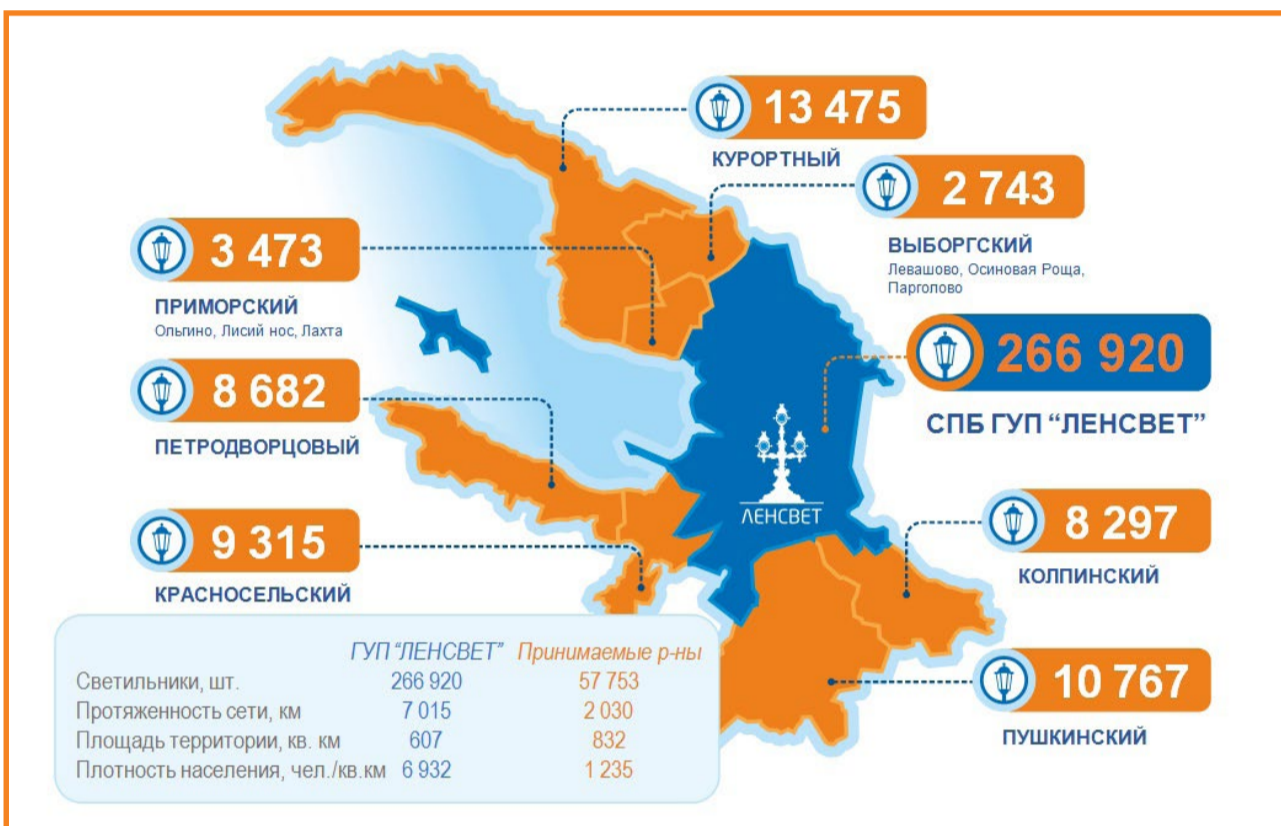 13 475
КУРОРТНЫЙ
2 743
ВЫБОРГСКИЙ
Левашово, Осиновая Роща,
Парголово
3 473
ПРИМОРСКИЙ
Ольгино, Лисий нос, Лахта
266 920
СПБ ГУП “ЛЕНСВЕТ”
8 682
ПЕТРОДВОРЦОВЫЙ
ЛЕНСВЕТ
9 315
КРАСНОСЕЛЬСКИЙ
8 297
КОЛПИНСКИЙ
10 767
ПУШКИНСКИЙ
ГУП “ЛЕНСВЕТ” Принимаемые р-ны
Светильники, шт. 266 920 57 753
Протяженность сети, км 7 015 2 030
Площадь территории, кв. км 607 832
Плотность населения, чел./кв.км 6 932 1 235